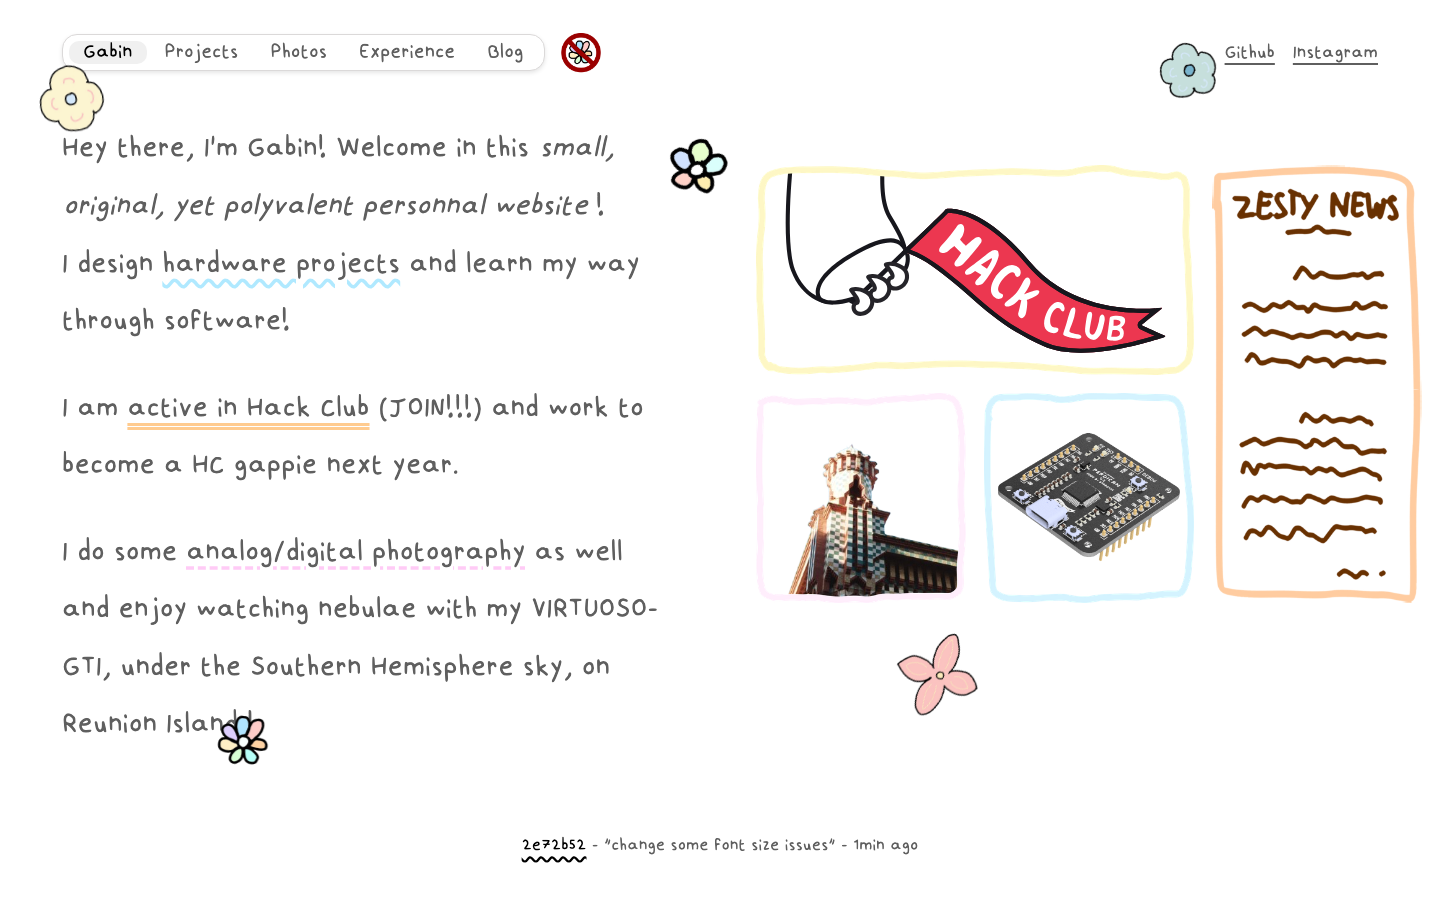 Gabin Projects Photos Experience Blog
Github Instagram
Hey there, I'm Gabin! Welcome in this small,
original, yet polyvalent personnal website !
I design hardware projects and learn my way
through software!
I am active in Hack Club (JOIN!!!) and work to
become a HC gappie next year.
I do some analog/digital photography as well
and enjoy watching nebulae with my VIRTUOSO-
GTI, under the Southern Hemisphere sky, on
Reunion Island!
HACK CLUB
ZESTY NEWS
2e72b52 - "change some font size issues" - 1min ago